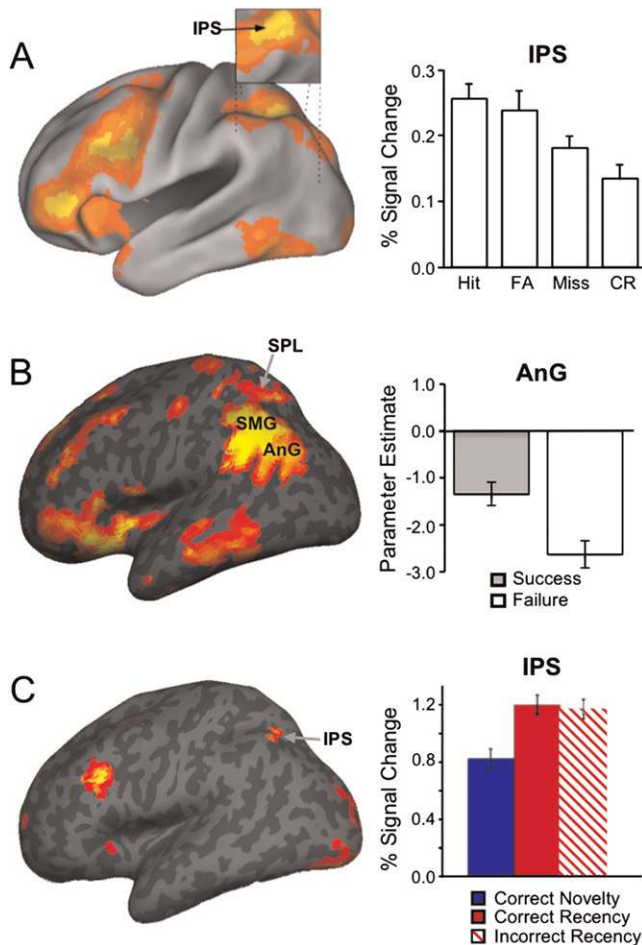 IPS
A
IPS
% Signal Change
0.3
0.2
0.1
0.0
Hit FA Miss CR
B
SPL
SMG
AnG
AnG
Parameter Estimate
1.0
0.0
-1.0
-2.0
-3.0
Success
Failure
C
IPS
IPS
% Signal Change
1.2
0.8
0.4
0
Correct Novelty
Correct Recency
Incorrect Recency